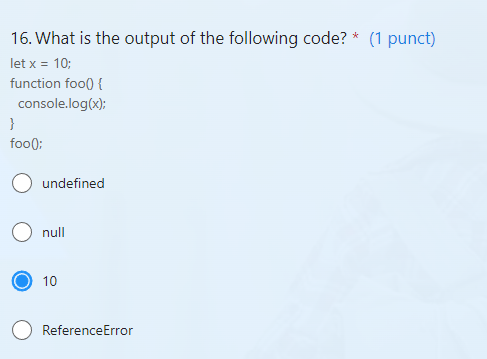 16. What is the output of the following code? * (1 punct)
let x = 10;
function foo() {
console.log(x);
}
foo();
undefined
null
10
ReferenceError